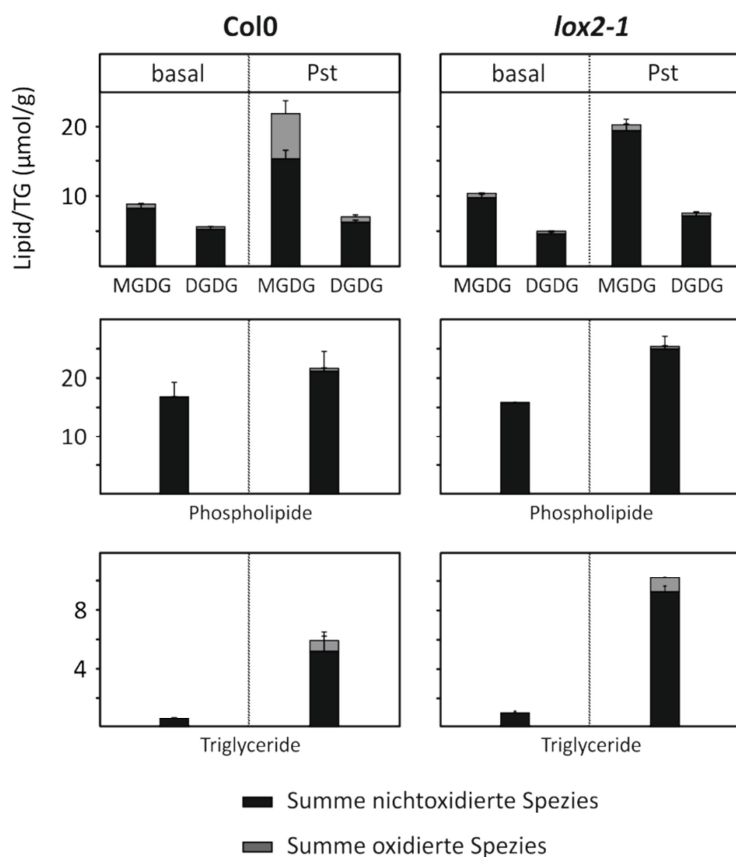 Col0 lox2-1
basal Pst basal Pst
Lipid/TG (µmol/g)
20
10
MGDG DGDG MGDG DGDG MGDG DGDG MGDG DGDG
20
10
Phospholipide Phospholipide
8
4
Triglyceride Triglyceride
Summe nichtoxidierte Spezies
Summe oxidierte Spezies